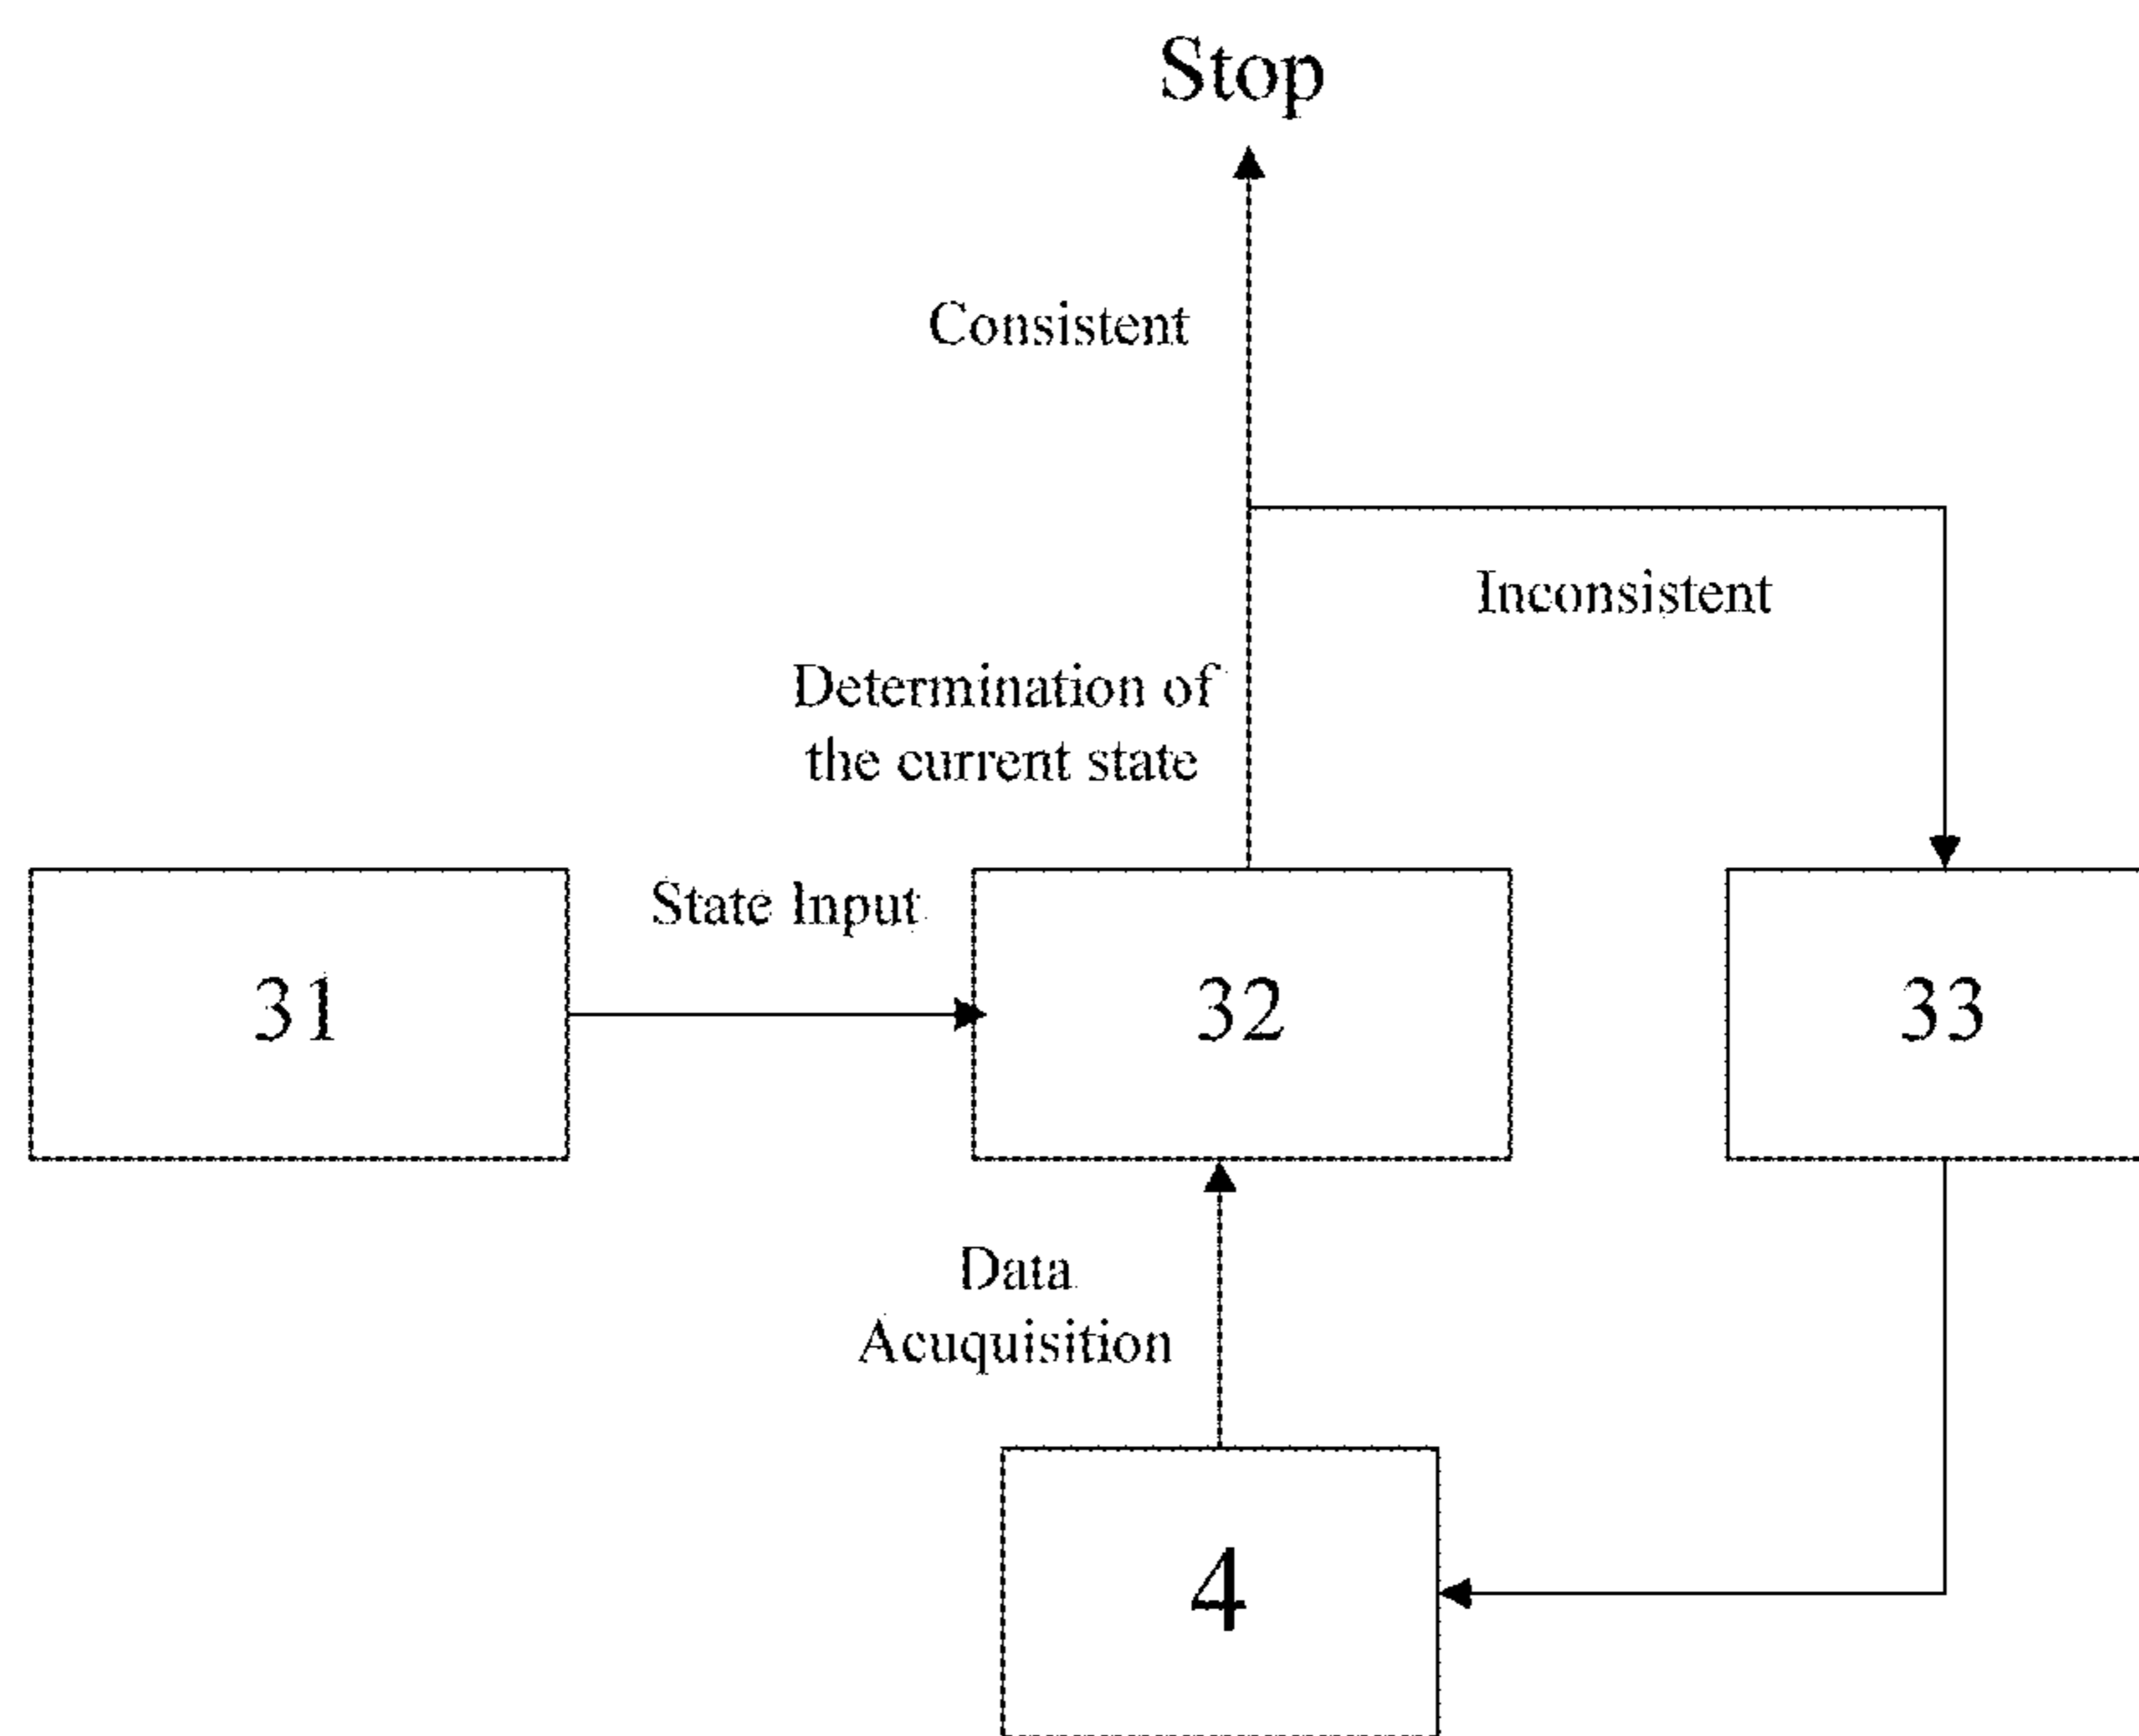 Stop
Consistent
Inconsistent
Determination of
the current state
State Input
31
32
33
Data
Acuquisition
4